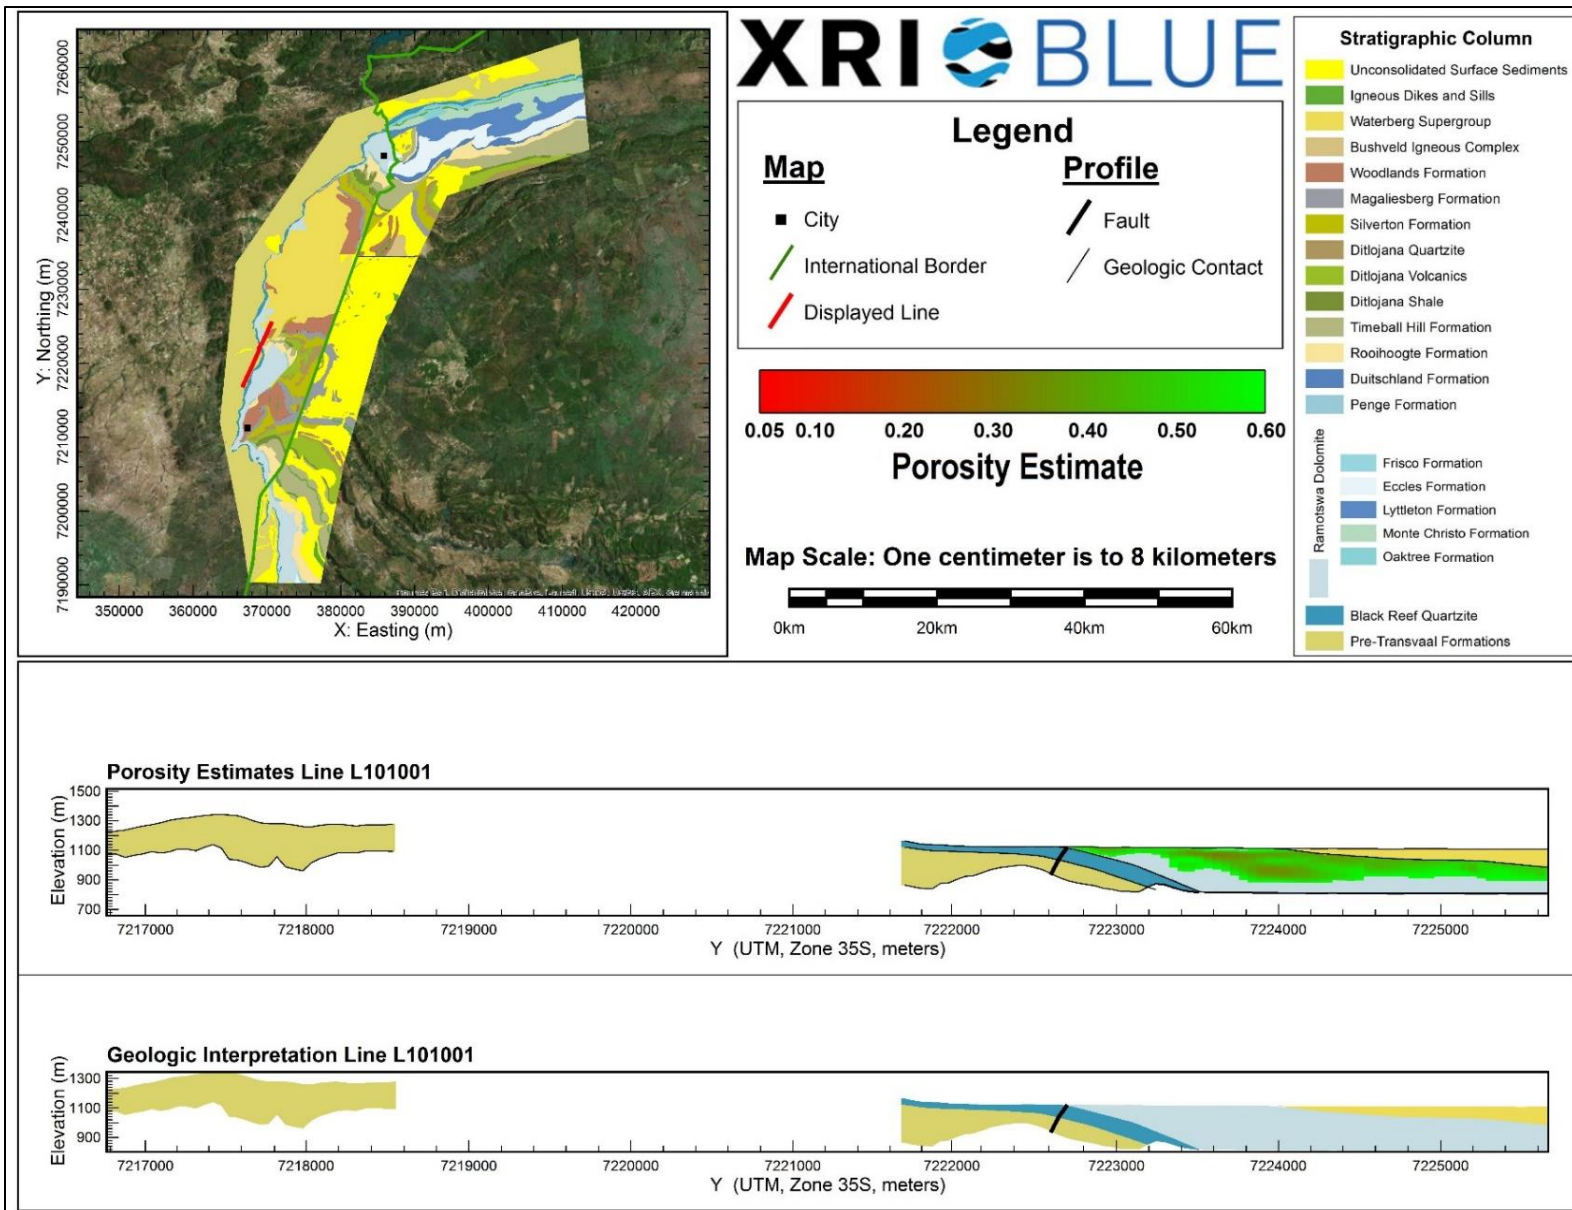 7260000
7250000
7240000
7230000
7220000
7210000
7200000
7190000
Y: Northing (m)
350000 360000 370000 380000 390000 400000 410000 420000
X: Easting (m)
XRI BLUE
Legend
Map
City
International Border
Displayed Line
Profile
Fault
Geologic Contact
0.05 0.10 0.20 0.30 0.40 0.50 0.60
Porosity Estimate
Map Scale: One centimeter is to 8 kilometers
0km 20km 40km 60km
Stratigraphic Column
Unconsolidated Surface Sediments
Igneous Dikes and Sills
Waterberg Supergroup
Bushveld Igneous Complex
Woodlands Formation
Magaliesberg Formation
Silverton Formation
Ditlojana Quartzite
Ditlojana Volcanics
Ditlojana Shale
Timeball Hill Formation
Rooihoogte Formation
Duitschland Formation
Penge Formation
Ramotswa Dolomite
Frisco Formation
Eccles Formation
Lyttleton Formation
Monte Christo Formation
Oaktree Formation
Black Reef Quartzite
Pre-Transvaal Formations
Porosity Estimates Line L101001
Elevation (m)
1500
1300
1100
900
700
7217000 7218000 7219000 7220000 7221000 7222000 7223000 7224000 7225000
Y (UTM, Zone 35S, meters)
Geologic Interpretation Line L101001
Elevation (m)
1300
1100
900
7217000 7218000 7219000 7220000 7221000 7222000 7223000 7224000 7225000
Y (UTM, Zone 35S, meters)